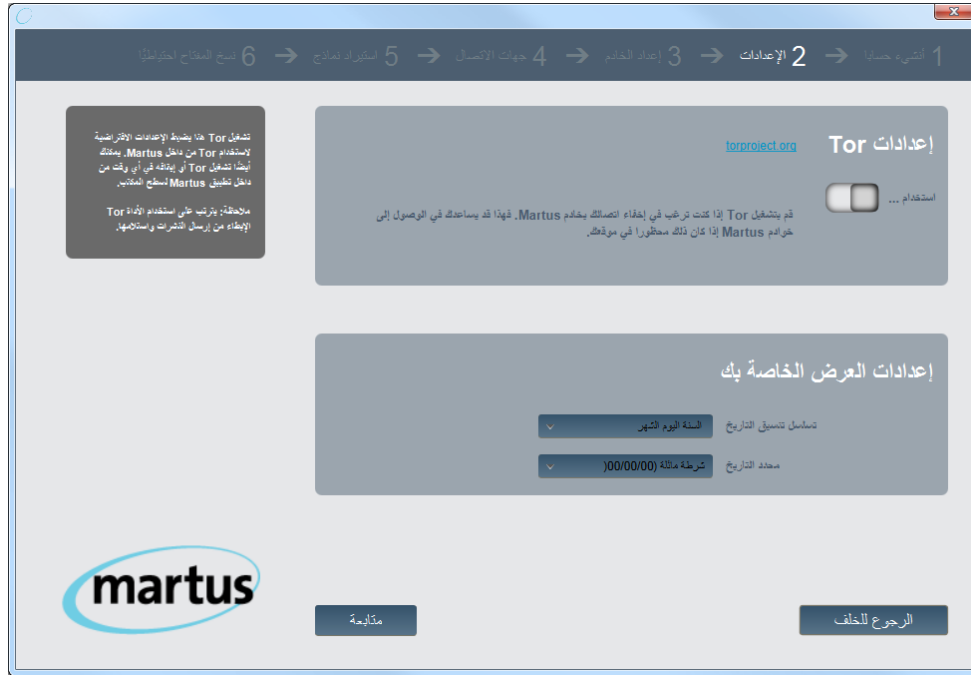 1 أنشيء حسابا → 2 الإعدادات → 3 إعداد الخادم → 4 جهات الاتصال → 5 استيراد نماذج → 6 نسخ المفتاح احتياطيًا
إعدادات Tor torproject.org
استخدام ...
قم بتشغيل Tor إذا كنت ترغب في إخفاء اتصالك بخادم Martus. فهذا قد يساعدك في الوصول إلى
خوادم Martus إذا كان ذلك محظورا في موقعك.
تشغيل Tor هنا يضبط الإعدادات الافتراضية
لاستخدام Tor من داخل Martus. يمكنك
أيضًا تشغيل Tor أو إيقافه في أي وقت من
داخل تطبيق Martus لسطح المكتب.
ملاحظة: يترتب على استخدام الأداة Tor
الإبطاء من إرسال النشرات واستلامها.
إعدادات العرض الخاصة بك
تسلسل تنسيق التاريخ السنة اليوم الشهر
محدد التاريخ شرطة مائلة (00/00/00(
martus
الرجوع للخلف
متابعة